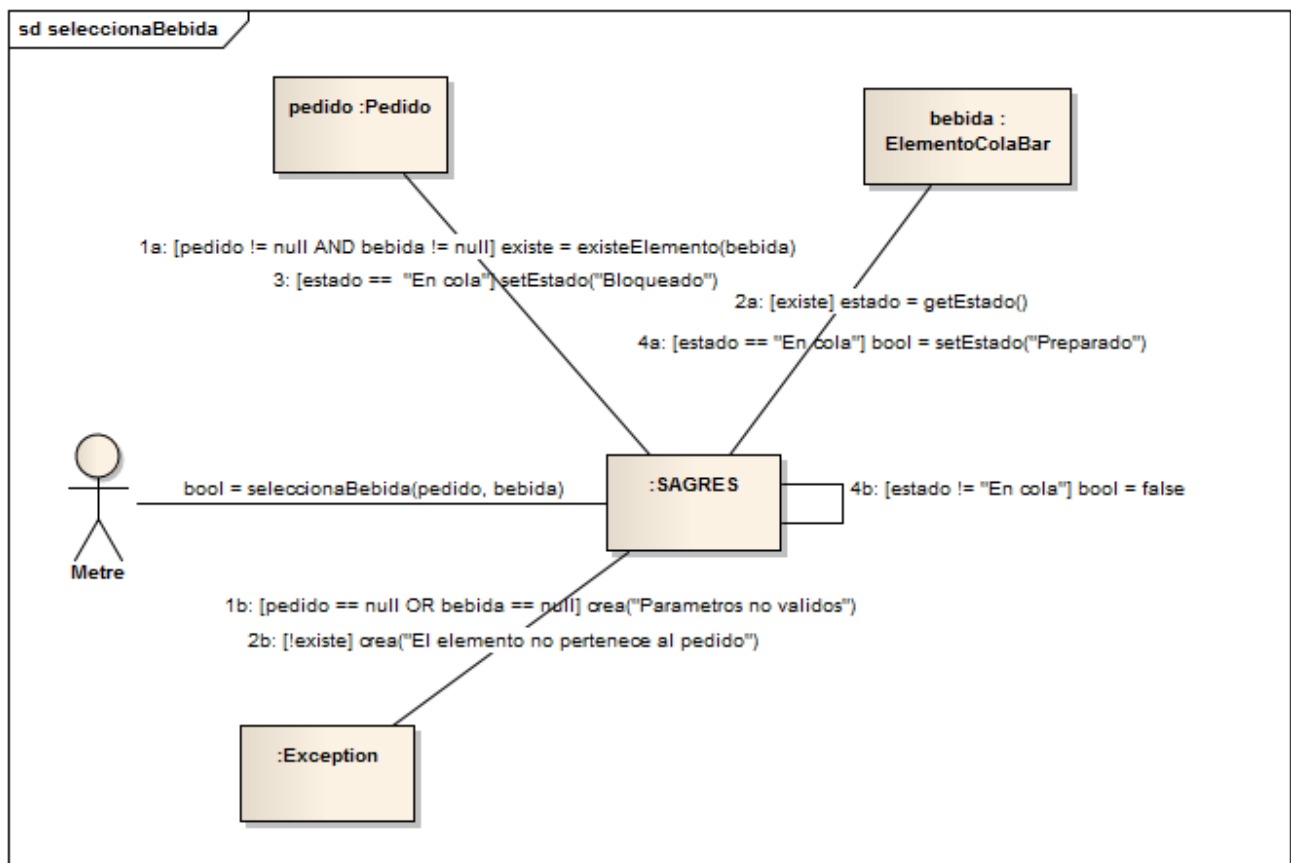 sd seleccionaBebida
pedido :Pedido
bebida :
ElementoColaBar
1a: [pedido != null AND bebida != null] existe = existeElemento(bebida)
3: [estado == "En cola"] setEstado("Bloqueado")
2a: [existe] estado = getEstado()
4a: [estado == "En cola"] bool = setEstado("Preparado")
bool = seleccionaBebida(pedido, bebida)
:SAGRES
4b: [estado != "En cola"] bool = false
Metre
1b: [pedido == null OR bebida == null] crea("Parametros no validos")
2b: [!existe] crea("El elemento no pertenece al pedido")
:Exception